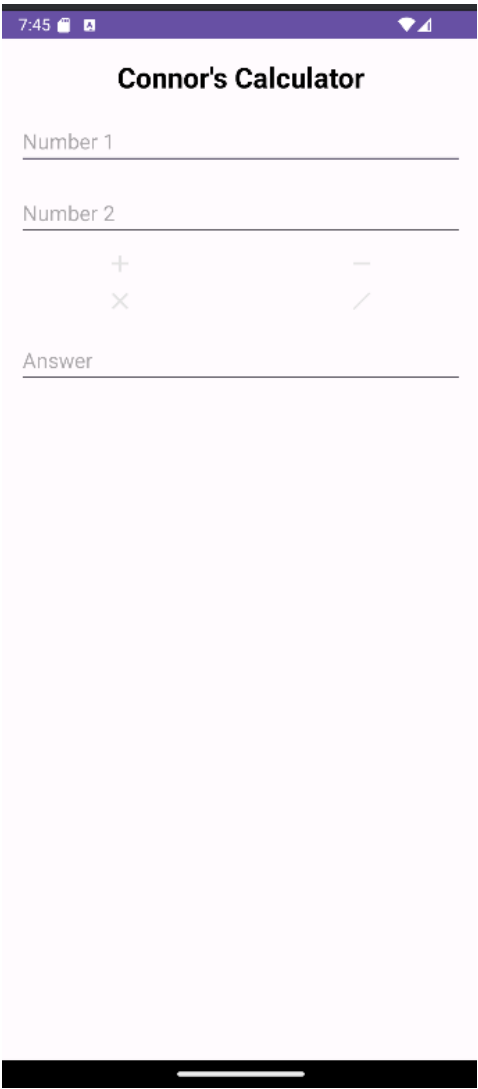 7:45
Connor's Calculator
Number 1
Number 2
+ −
× ∕
Answer